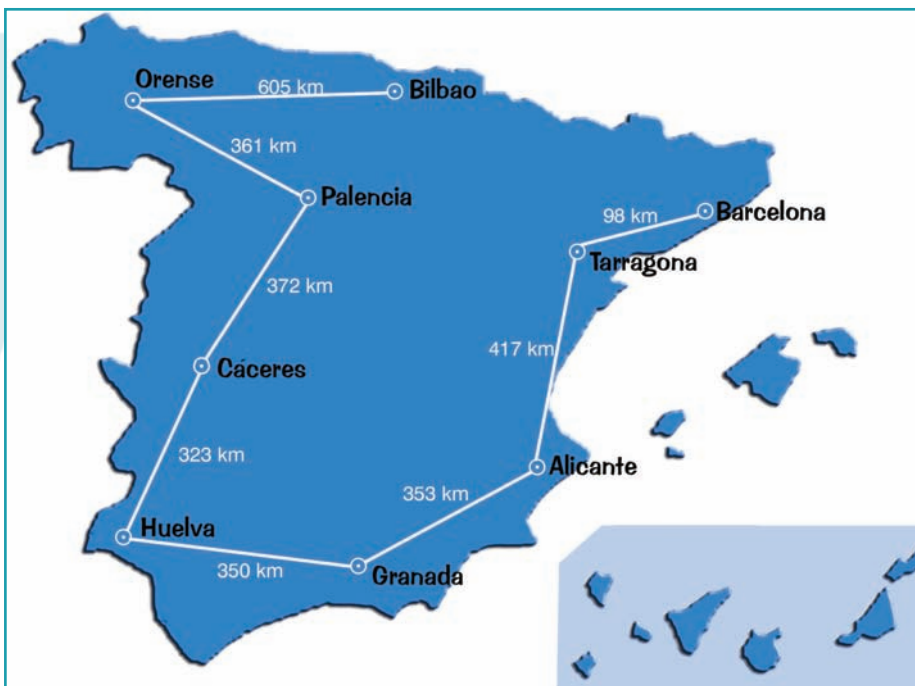 Orense
605 km
Bilbao
361 km
Palencia
98 km
Barcelona
Tarragona
372 km
417 km
Cáceres
323 km
Alicante
353 km
Huelva
350 km
Granada